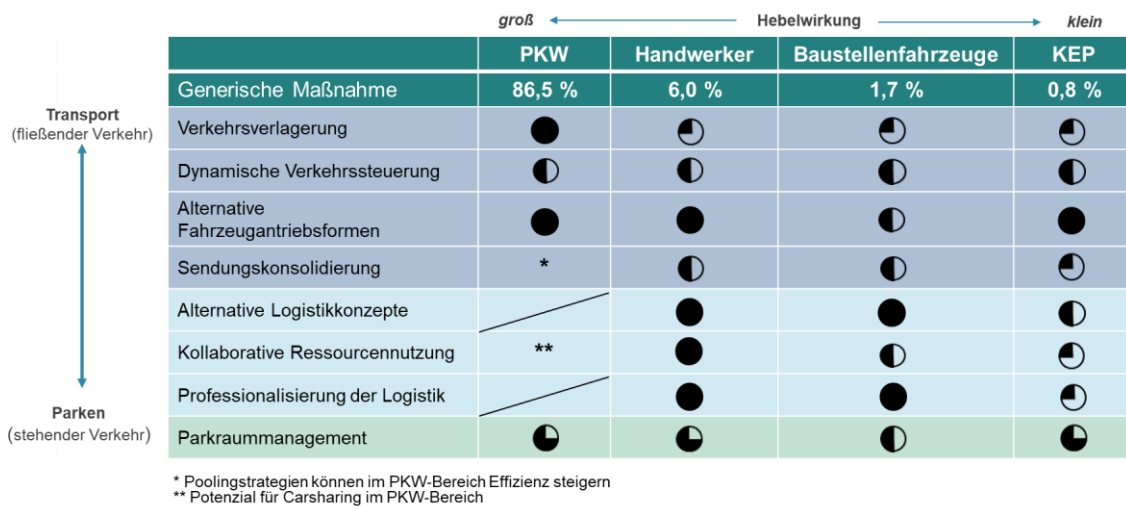 groß Hebelwirkung klein
PKW Handwerker Baustellenfahrzeuge KEP
Generische Maßnahme 86,5 % 6,0 % 1,7 % 0,8 %
Transport
(fließender Verkehr)
Verkehrsverlagerung
Dynamische Verkehrssteuerung
Alternative
Fahrzeugantriebsformen
Sendungskonsolidierung *
Alternative Logistikkonzepte
Kollaborative Ressourcennutzung **
Professionalisierung der Logistik
Parken
(stehender Verkehr)
Parkraummanagement
* Poolingstrategien können im PKW-Bereich Effizienz steigern
** Potenzial für Carsharing im PKW-Bereich